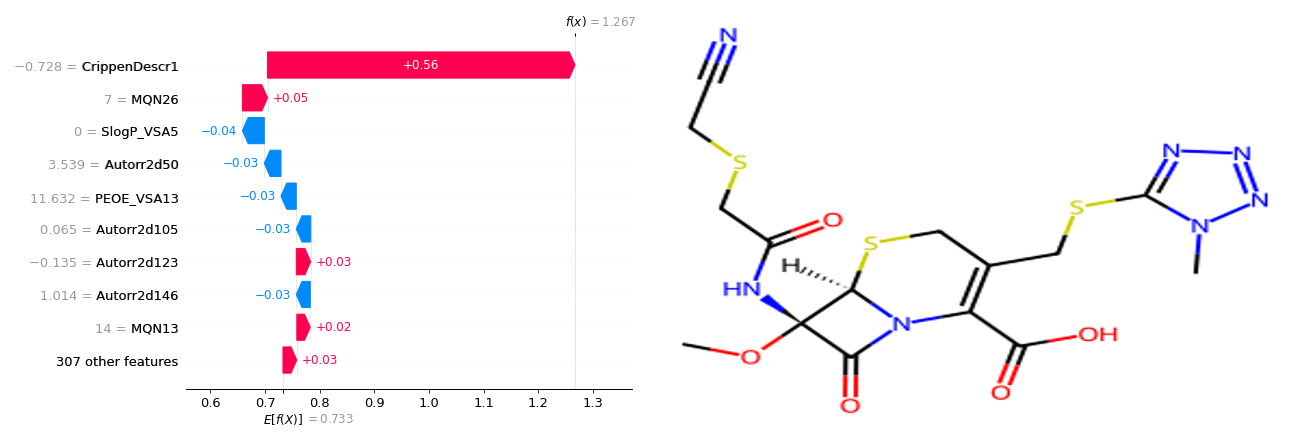 f(x) = 1.267
−0.728 = CrippenDescr1
+0.56
7 = MQN26
+0.05
0 = SlogP_VSA5
−0.04
3.539 = Autorr2d50
−0.03
11.632 = PEOE_VSA13
−0.03
0.065 = Autorr2d105
−0.03
−0.135 = Autorr2d123
+0.03
1.014 = Autorr2d146
−0.03
14 = MQN13
+0.02
307 other features
+0.03
0.6 0.7 0.8 0.9 1.0 1.1 1.2 1.3
E[f(X)] = 0.733
N
S
O
HN
H
S
N
O
O
O
OH
S
N
N
N
N